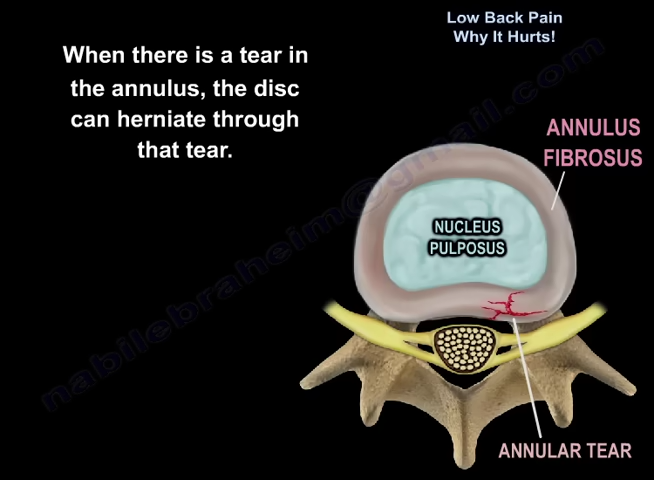 Low Back Pain
Why It Hurts!
When there is a tear in
the annulus, the disc
can herniate through
that tear.
ANNULUS
FIBROSUS
NUCLEUS
PULPOSUS
ANNULAR TEAR
nabilebraheim@gmail.com